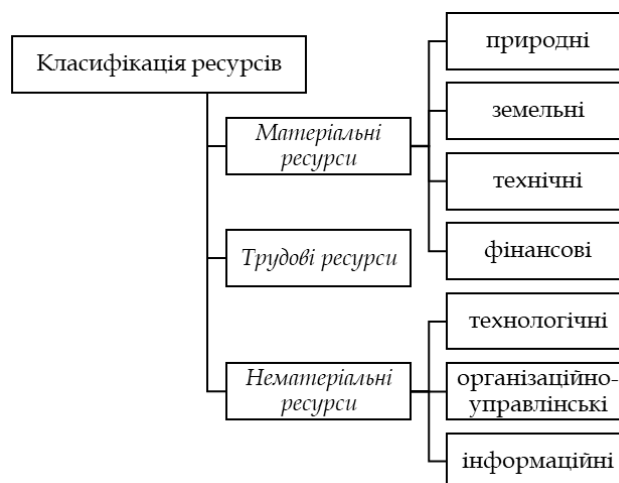 Класифікація ресурсів
Матеріальні
ресурси
природні
земельні
технічні
фінансові
Трудові ресурси
Нематеріальні
ресурси
технологічні
організаційно-
управлінські
інформаційні